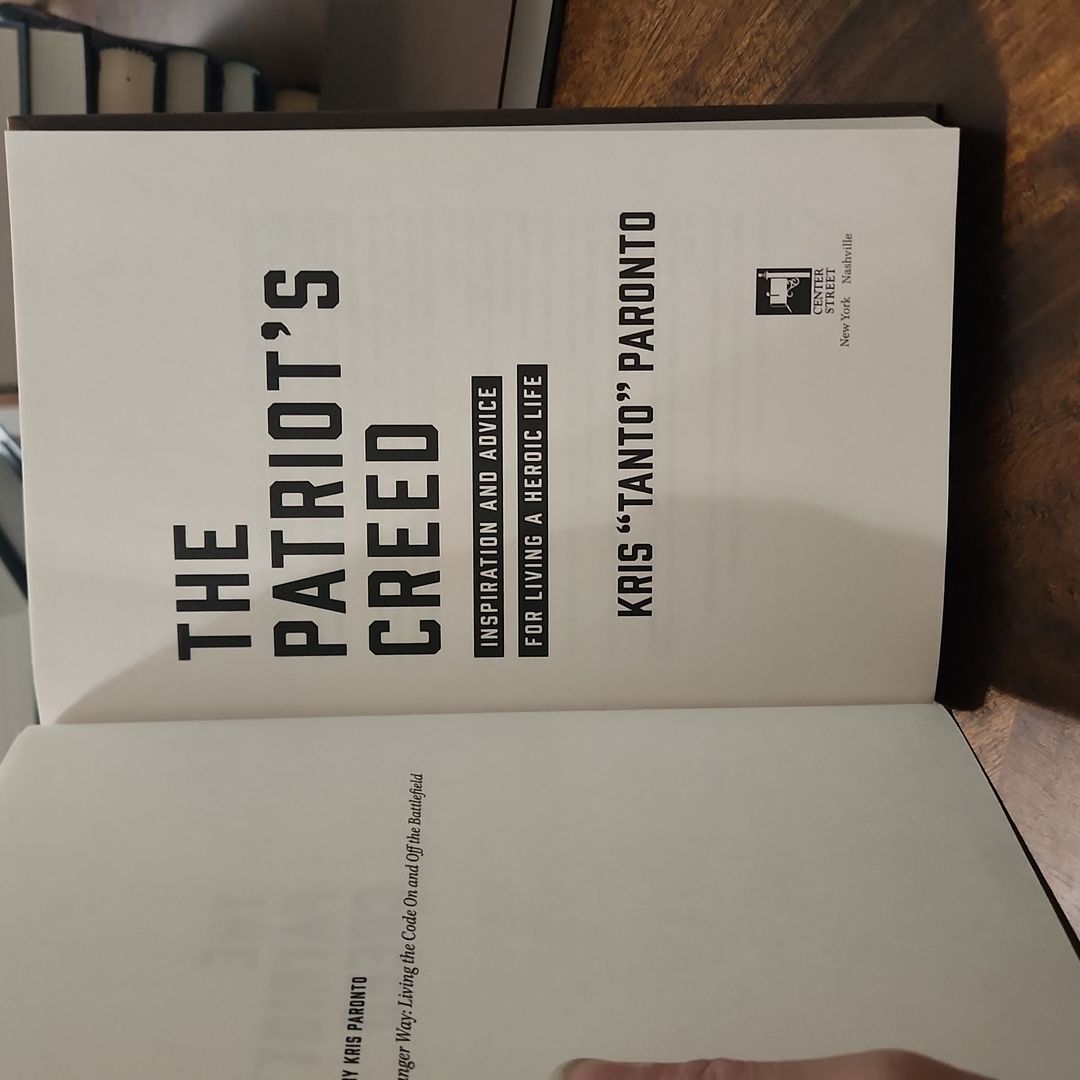 KRIS PARONTO
Way: Living the Code On and Off the Battlefield
THE
PATRIOT'S
CREED
INSPIRATION AND ADVICE
FOR LIVING A HEROIC LIFE
KRIS “TANTO” PARONTO
CENTER
STREET
New York Nashville